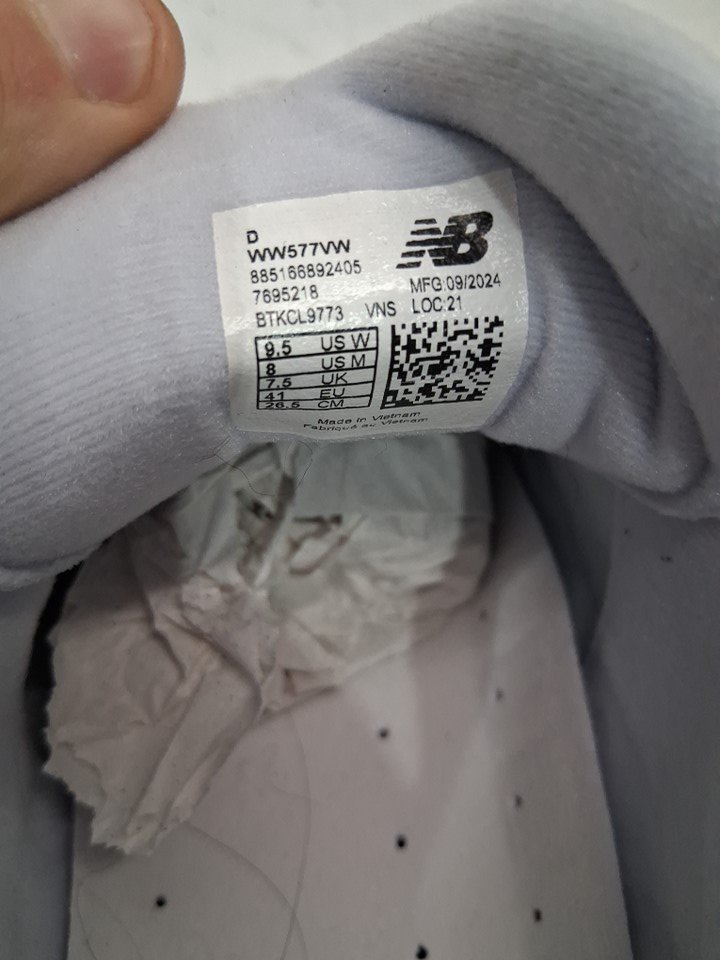 D
WW577VW
885166892405
7695218
BTKCL9773 VNS
NB
MFG:09/2024
LOC:21
9.5 US W
8 US M
7.5 UK
41 EU
26.5 CM
Made in Vietnam
Fabriqué au Vietnam